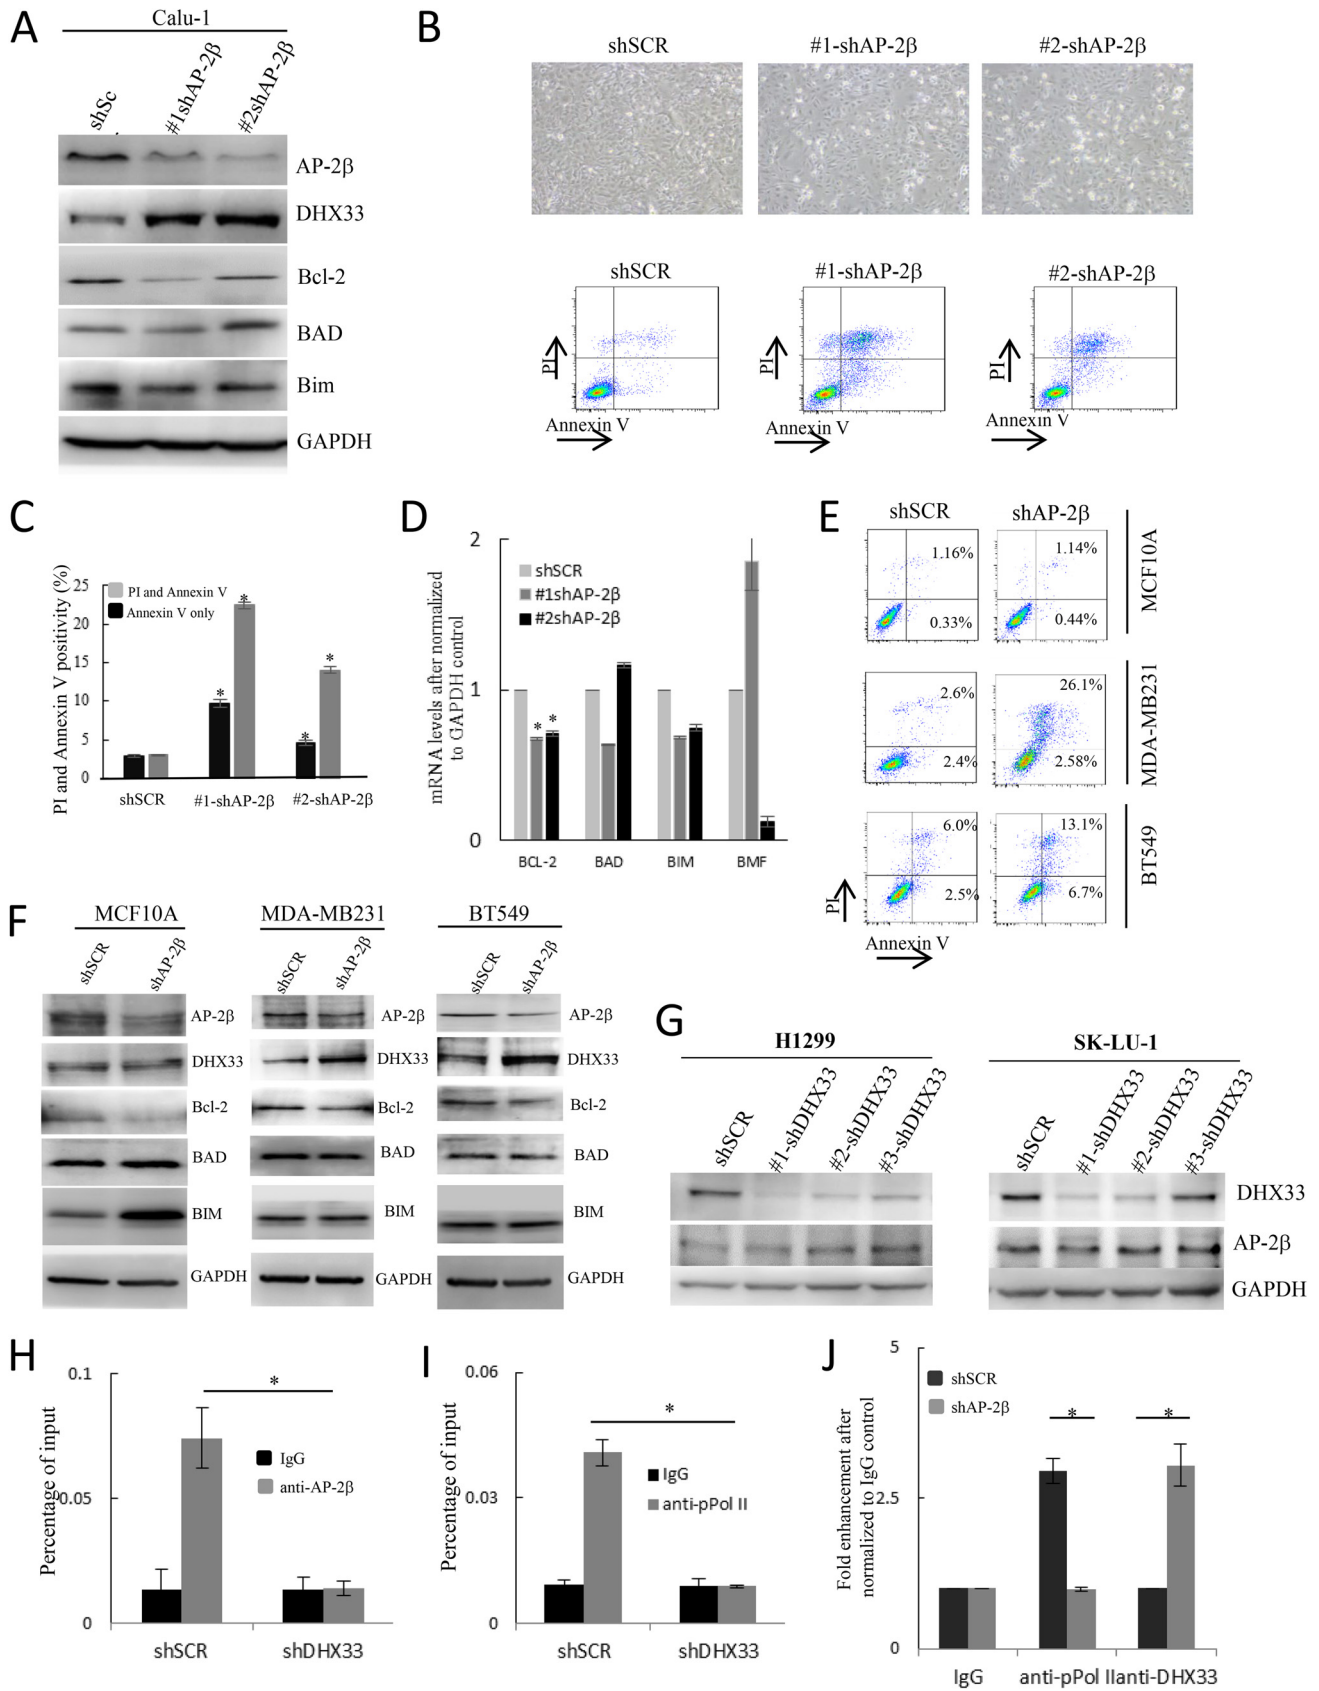 A
Calu-1
shSc
#1shAP-2β
#2shAP-2β
AP-2β
DHX33
Bcl-2
BAD
Bim
GAPDH
B
shSCR #1-shAP-2β #2-shAP-2β
shSCR #1-shAP-2β #2-shAP-2β
PI PI PI
Annexin V Annexin V Annexin V
C
PI and Annexin V positivity (%)
25
20
15
10
5
0
PI and Annexin V
Annexin V only
* * * *
shSCR #1-shAP-2β #2-shAP-2β
D
mRNA levels after normalized
to GAPDH control
2
1
0
shSCR
#1shAP-2β
#2shAP-2β
* *
BCL-2 BAD BIM BMF
E
shSCR shAP-2β
1.16% 1.14%
0.33% 0.44%
MCF10A
2.6% 26.1%
2.4% 2.58%
MDA-MB231
6.0% 13.1%
2.5% 6.7%
BT549
PI
Annexin V
F
MCF10A MDA-MB231 BT549
shSCR shAP-2β shSCR shAP-2β shSCR shAP-2β
AP-2β AP-2β AP-2β
DHX33 DHX33 DHX33
Bcl-2 Bcl-2 Bcl-2
BAD BAD BAD
BIM BIM BIM
GAPDH GAPDH GAPDH
G
H1299 SK-LU-1
shSCR #1-shDHX33 #2-shDHX33 #3-shDHX33 shSCR #1-shDHX33 #2-shDHX33 #3-shDHX33
DHX33
AP-2β
GAPDH
H
Percentage of input
0.1
0.05
0
*
IgG
anti-AP-2β
shSCR shDHX33
I
Percentage of input
0.06
0.03
0
*
IgG
anti-pPol II
shSCR shDHX33
J
Fold enhancement after
normalized to IgG control
5
2.5
0
shSCR
shAP-2β
* *
IgG anti-pPol II anti-DHX33